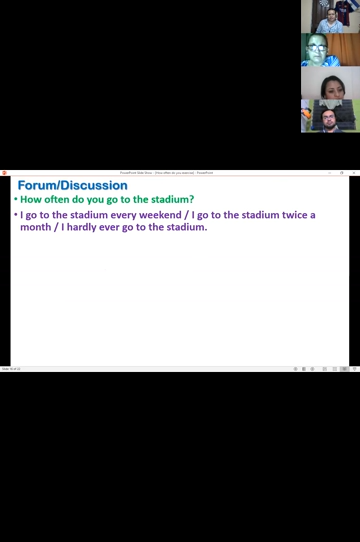 Forum/Discussion
• How often do you go to the stadium?
• I go to the stadium every weekend / I go to the stadium twice a
month / I hardly ever go to the stadium.